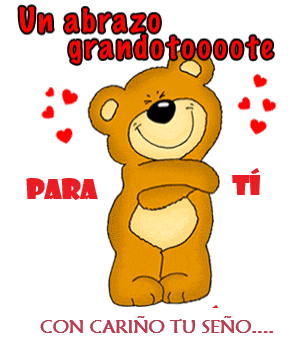 Un abrazo
grandotoooote
PARA TÍ
CON CARIÑO TU SEÑO....